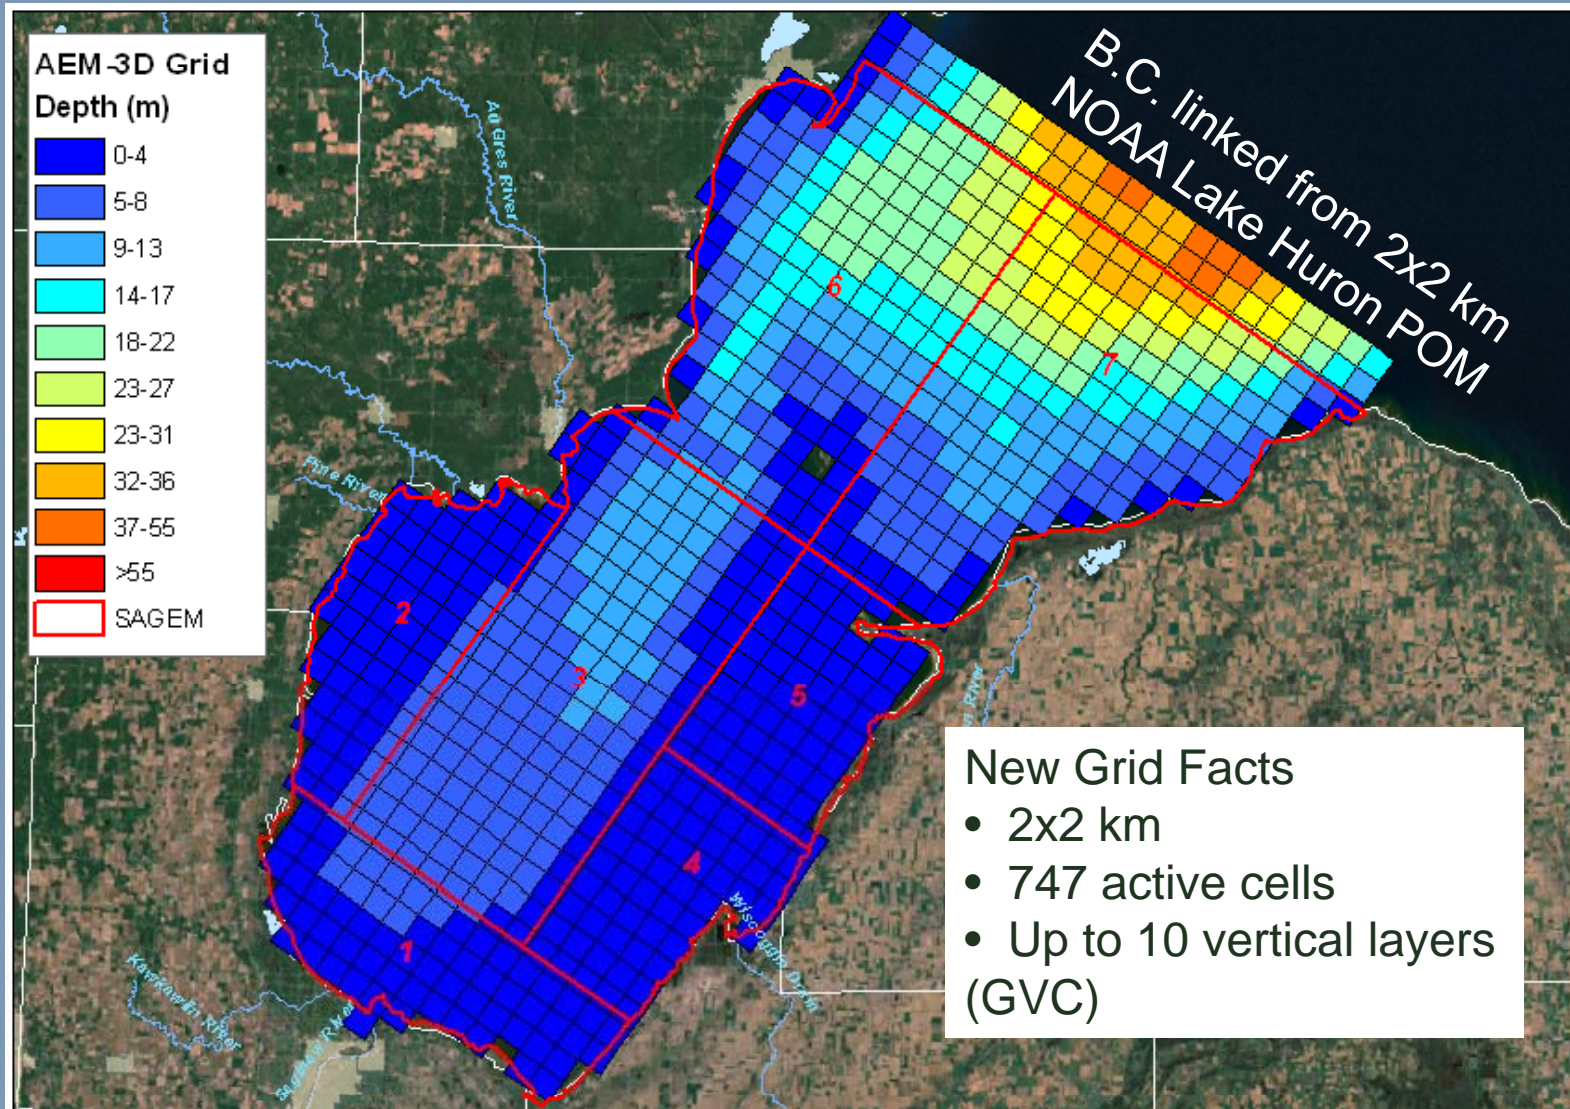 AEM-3D Grid
Depth (m)
0-4
5-8
9-13
14-17
18-22
23-27
23-31
32-36
37-55
>55
SAGEM
B.C. linked from 2x2 km
NOAA Lake Huron POM
Au Gres River
Pine River
6
7
2
3
5
4
1
River
Wiscoggin Drain
Kawkawlin River
Saginaw River
New Grid Facts
• 2x2 km
• 747 active cells
• Up to 10 vertical layers
(GVC)